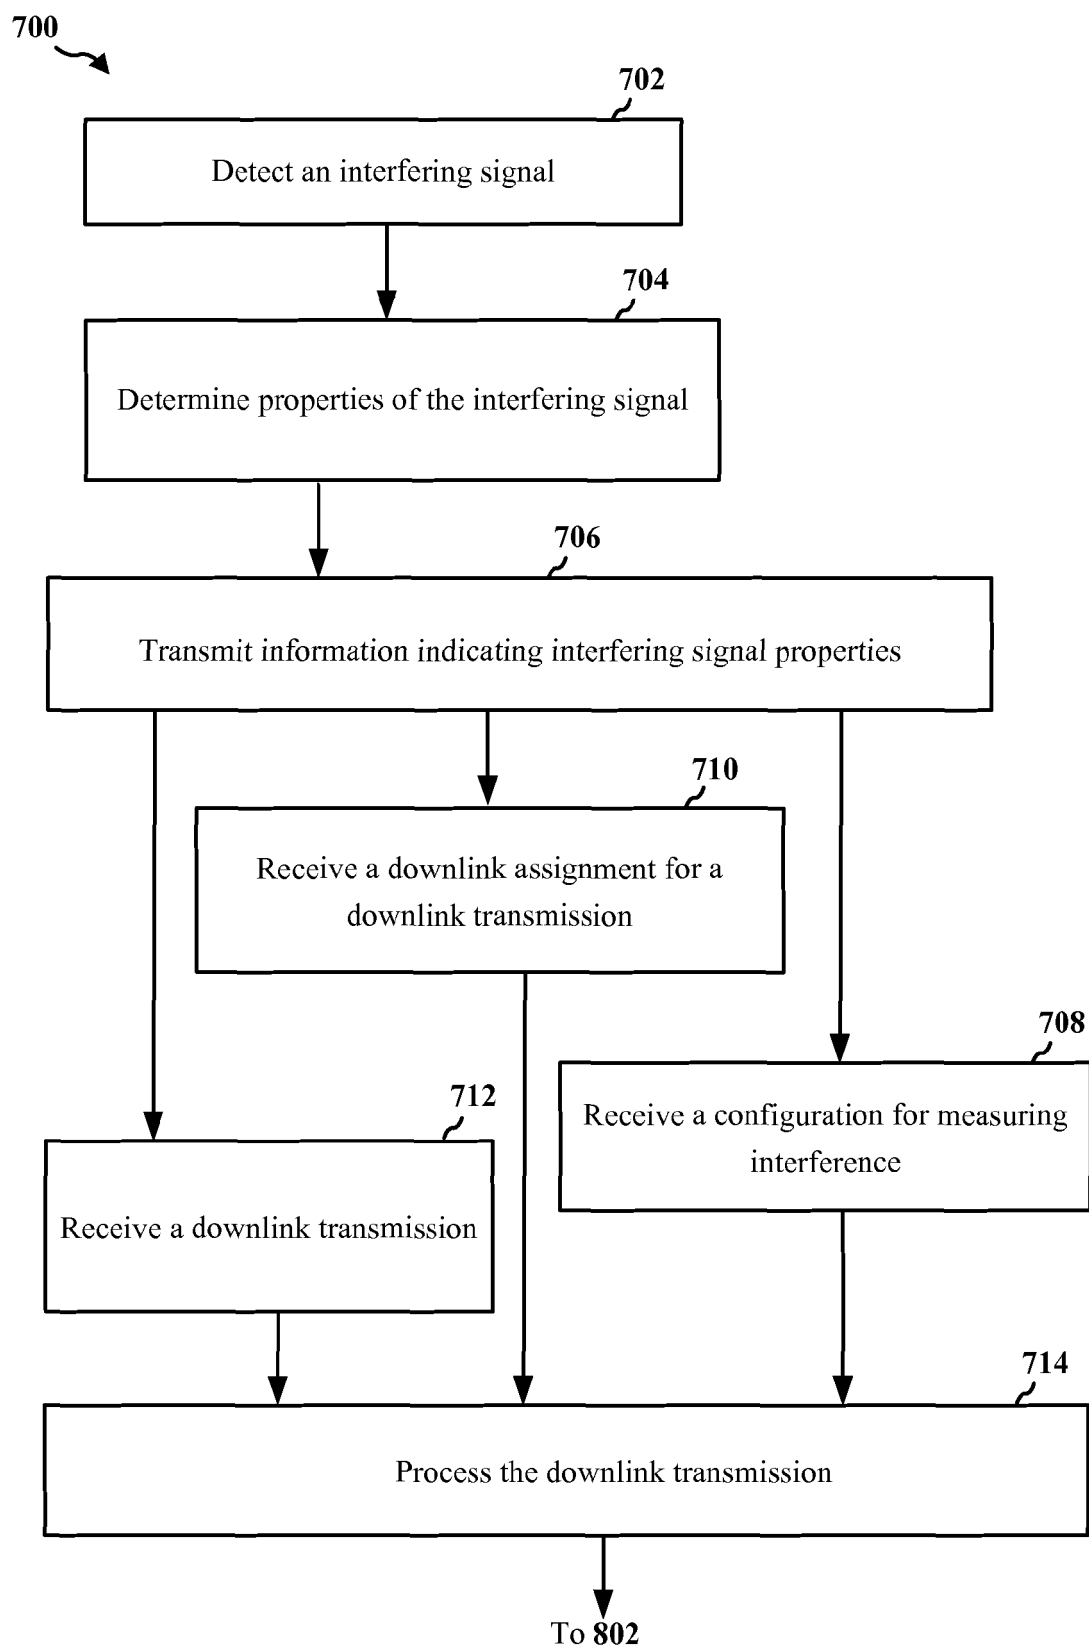 700
702
Detect an interfering signal
704
Determine properties of the interfering signal
706
Transmit information indicating interfering signal properties
710
Receive a downlink assignment for a
downlink transmission
708
Receive a configuration for measuring
interference
712
Receive a downlink transmission
714
Process the downlink transmission
To 802